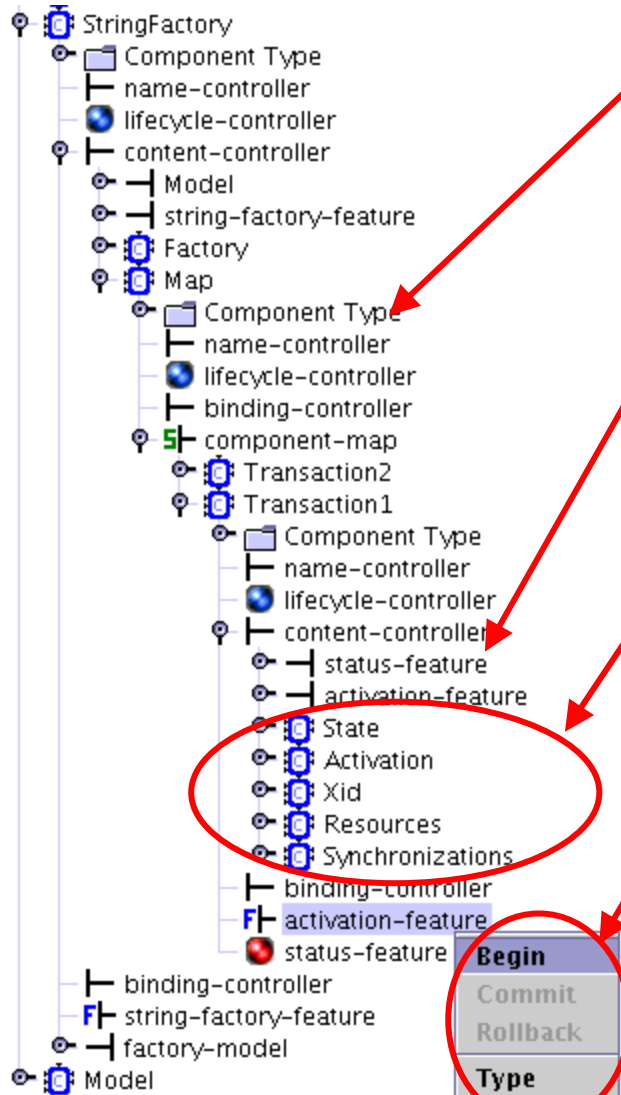 StringFactory
Component Type
name-controller
lifecycle-controller
content-controller
Model
string-factory-feature
Factory
Map
Component Type
name-controller
lifecycle-controller
binding-controller
S component-map
Transaction2
Transaction1
Component Type
name-controller
lifecycle-controller
content-controller
status-feature
activation-feature
State
Activation
Xid
Resources
Synchronizations
binding-controller
F activation-feature
status-feature
Begin
Commit
Rollback
Type
binding-controller
F string-factory-feature
factory-model
Model